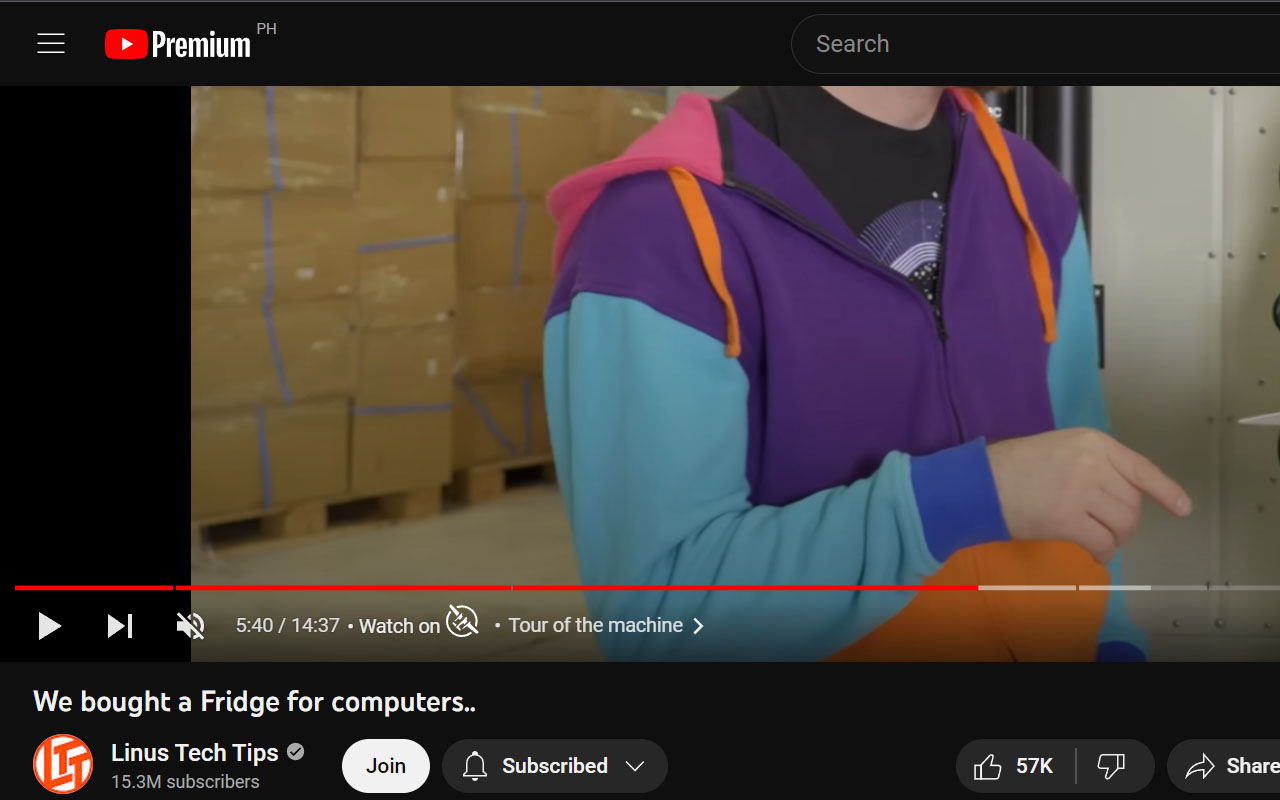 Premium PH
Search
5:40 / 14:37 • Watch on • Tour of the machine
We bought a Fridge for computers..
LTT
Linus Tech Tips
15.3M subscribers
Join
Subscribed
57K
Share